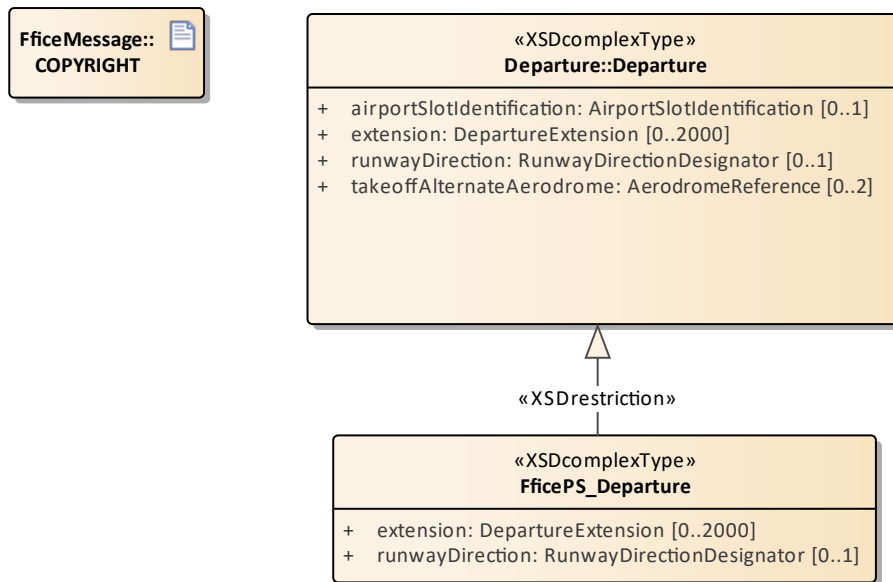 FficeMessage::
COPYRIGHT
«XSDcomplexType»
Departure::Departure
+ airportSlotIdentification: AirportSlotIdentification [0..1]
+ extension: DepartureExtension [0..2000]
+ runwayDirection: RunwayDirectionDesignator [0..1]
+ takeoffAlternateAerodrome: AerodromeReference [0..2]
«XSDrestriction»
«XSDcomplexType»
FficePS_Departure
+ extension: DepartureExtension [0..2000]
+ runwayDirection: RunwayDirectionDesignator [0..1]